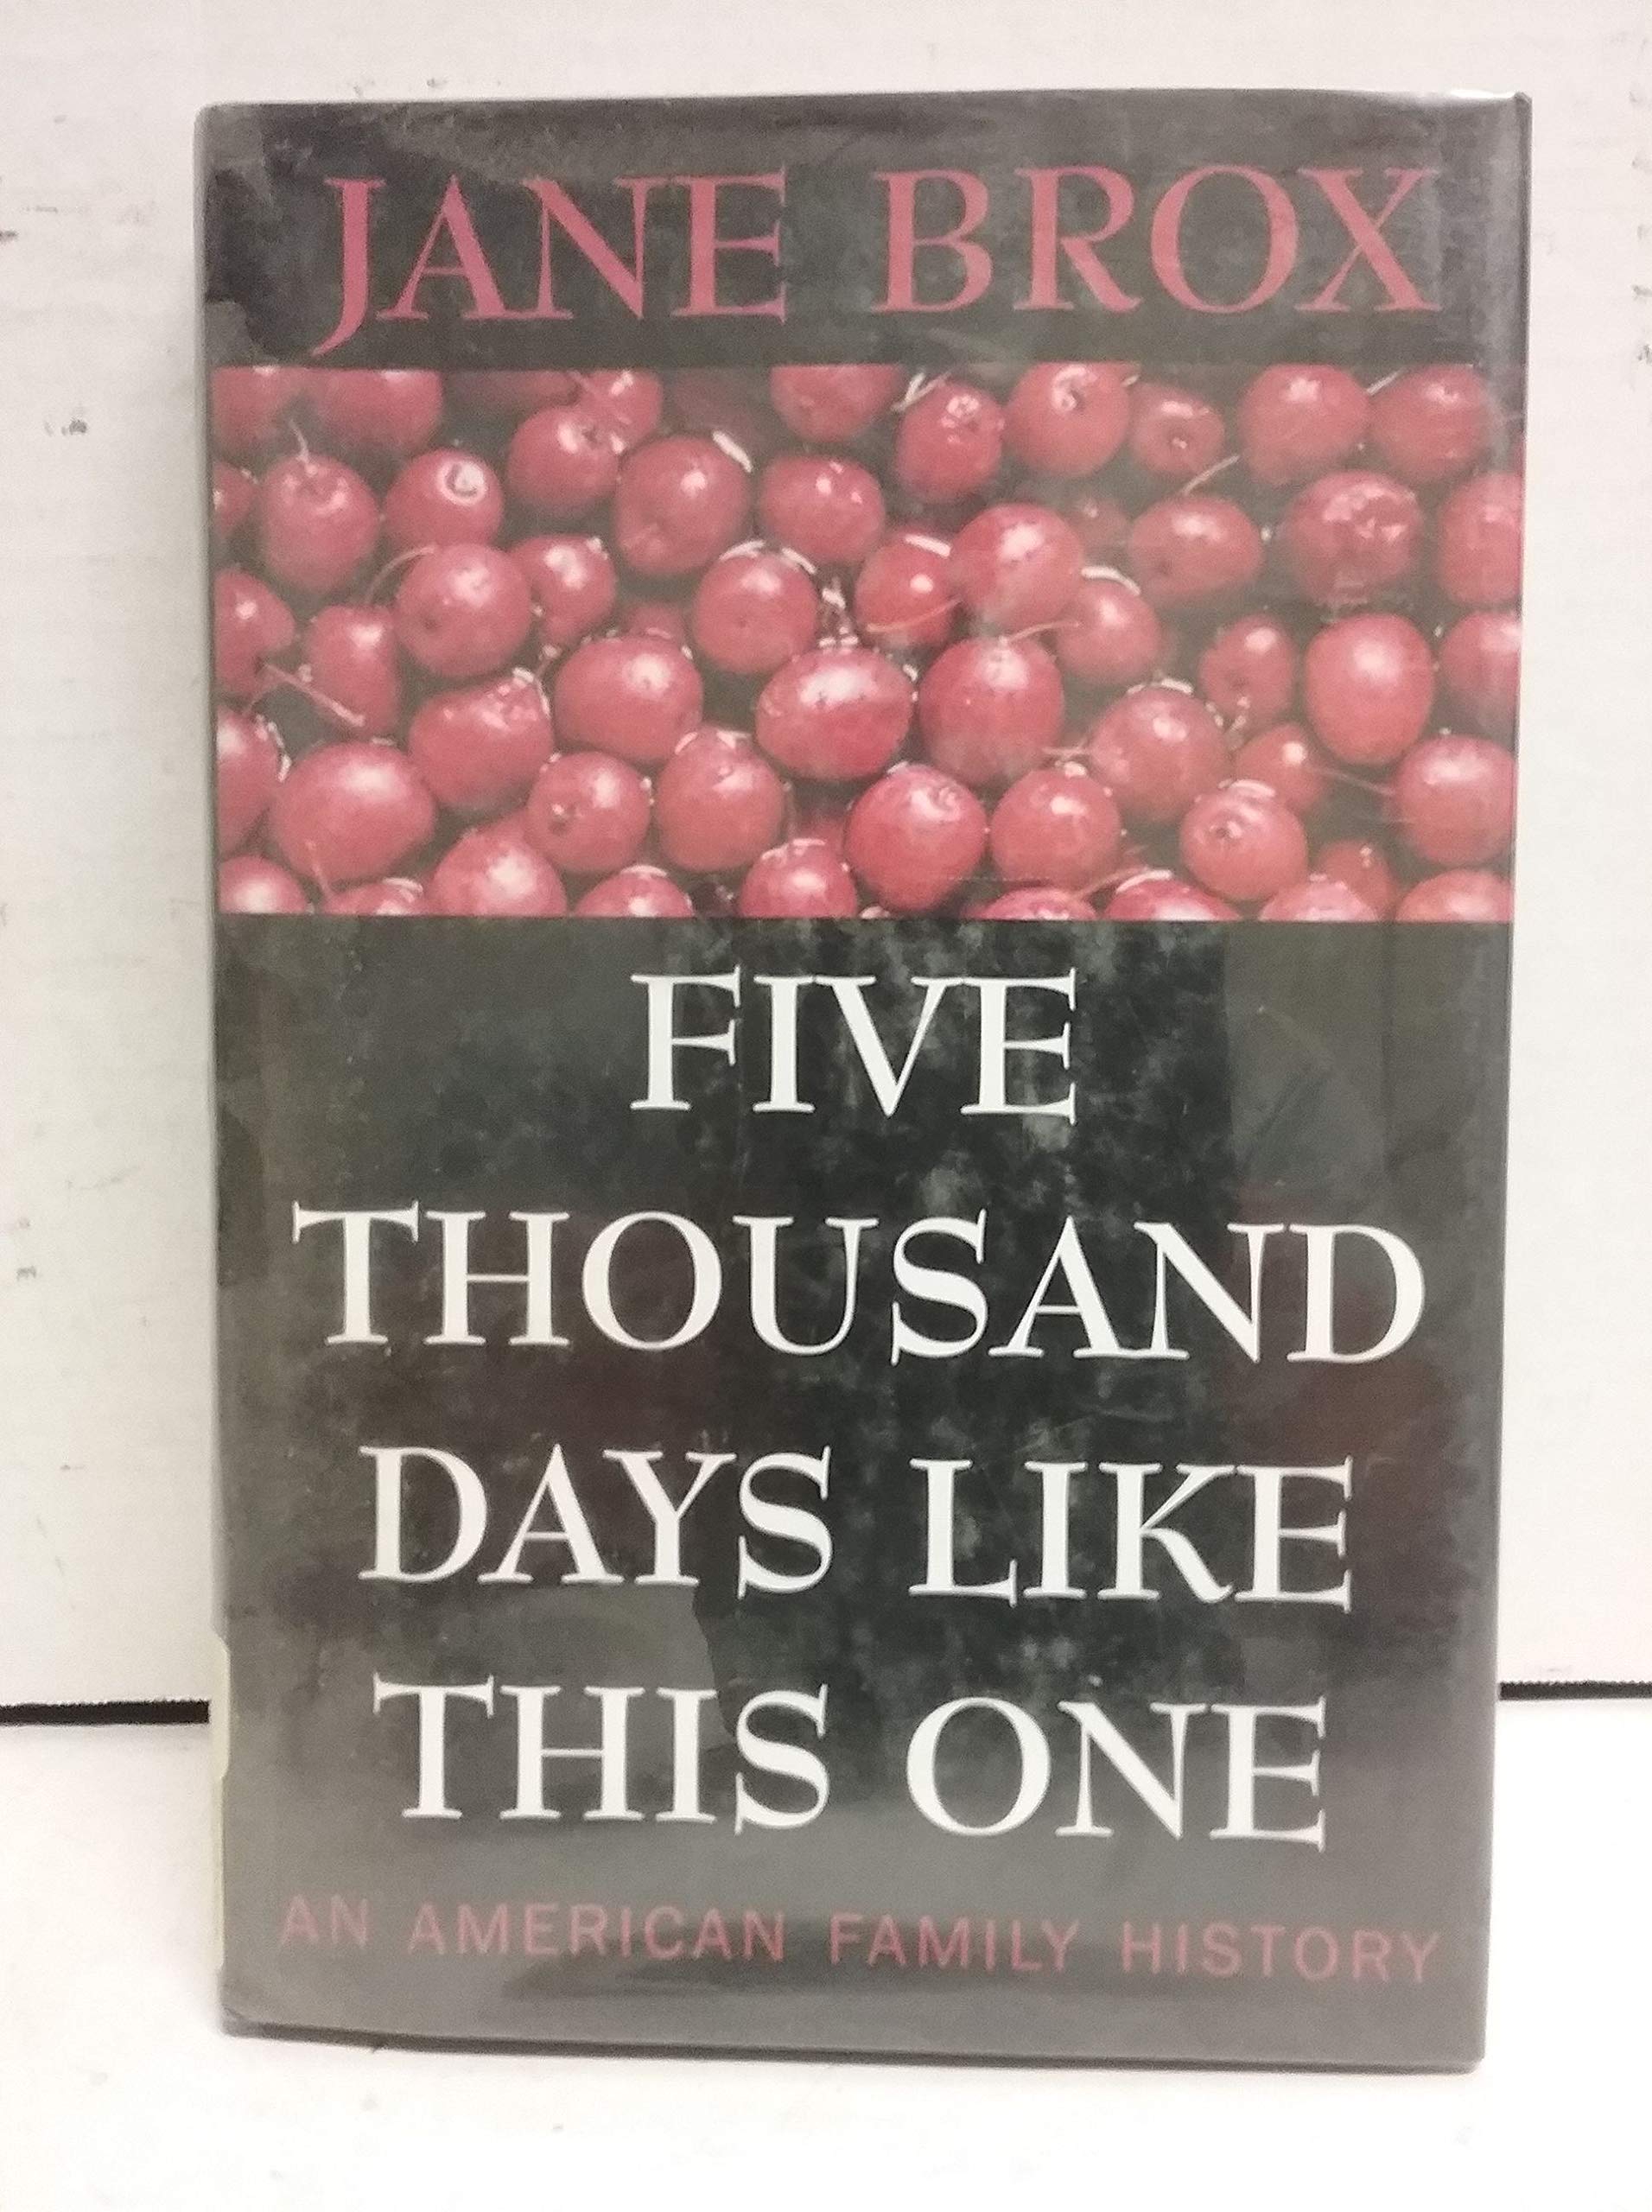 JANE BROX
FIVE
THOUSAND
DAYS LIKE
THIS ONE
AN AMERICAN FAMILY HISTORY